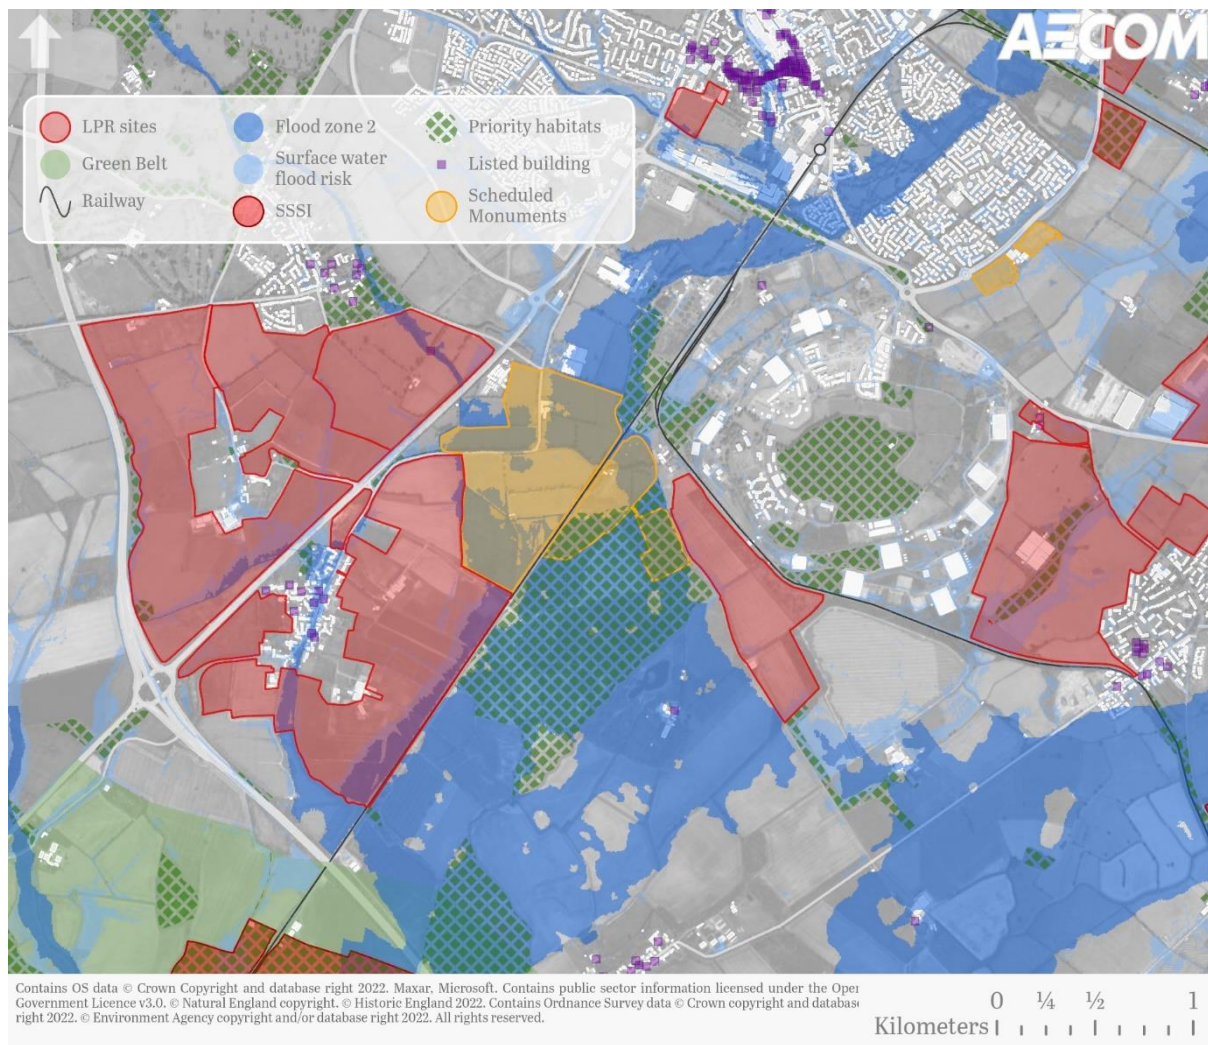 AECOM
LPR sites
Green Belt
Railway
Flood zone 2
Surface water
flood risk
SSSI
Priority habitats
Listed building
Scheduled
Monuments
Contains OS data © Crown Copyright and database right 2022. Maxar, Microsoft. Contains public sector information licensed under the Oper
Government Licence v3.0. © Natural England copyright. © Historic England 2022. Contains Ordnance Survey data © Crown copyright and database
right 2022. © Environment Agency copyright and/or database right 2022. All rights reserved.
0 ¼ ½ 1
Kilometers